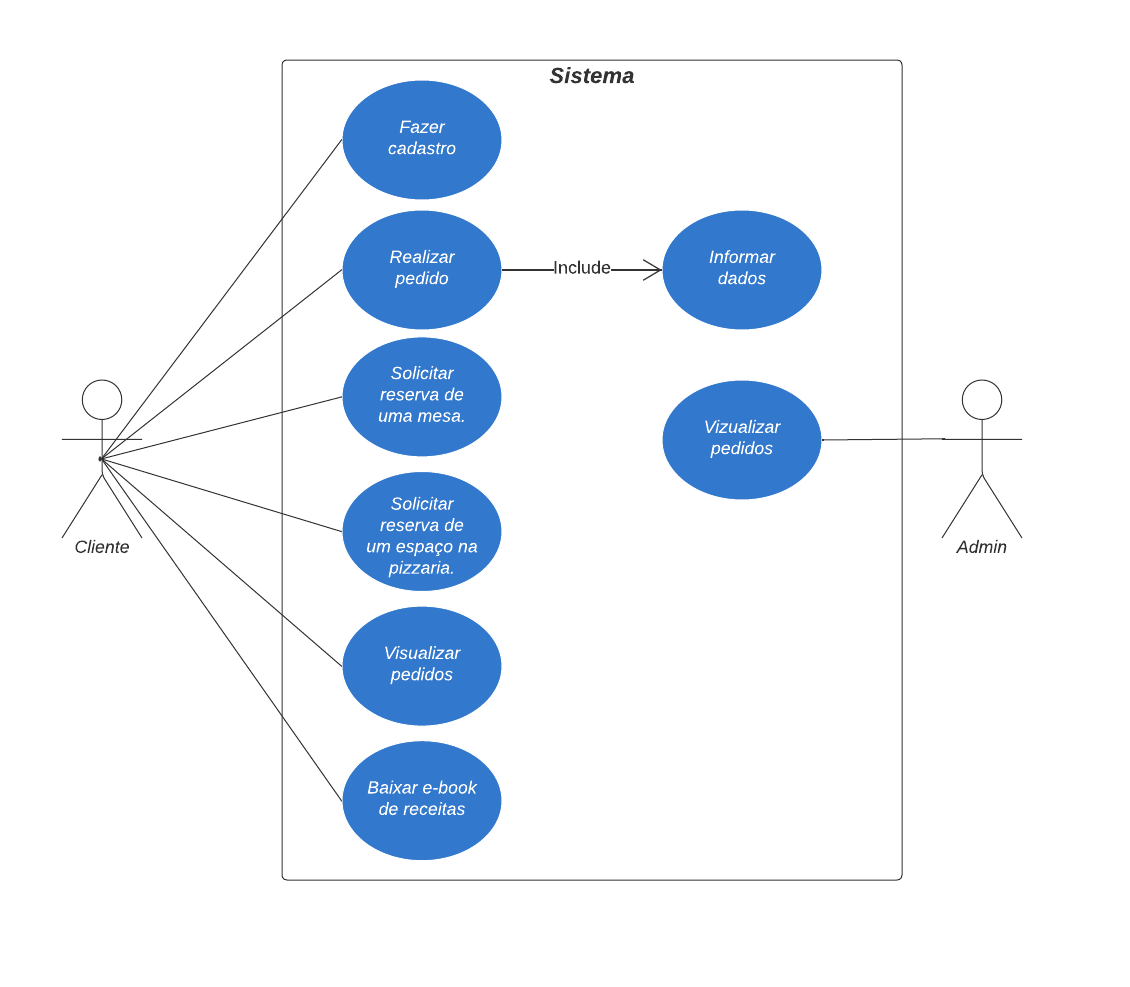 Sistema
Fazer
cadastro
Realizar
pedido
Include
Informar
dados
Solicitar
reserva de
uma mesa.
Vizualizar
pedidos
Solicitar
reserva de
um espaço na
pizzaria.
Cliente
Admin
Visualizar
pedidos
Baixar e-book
de receitas